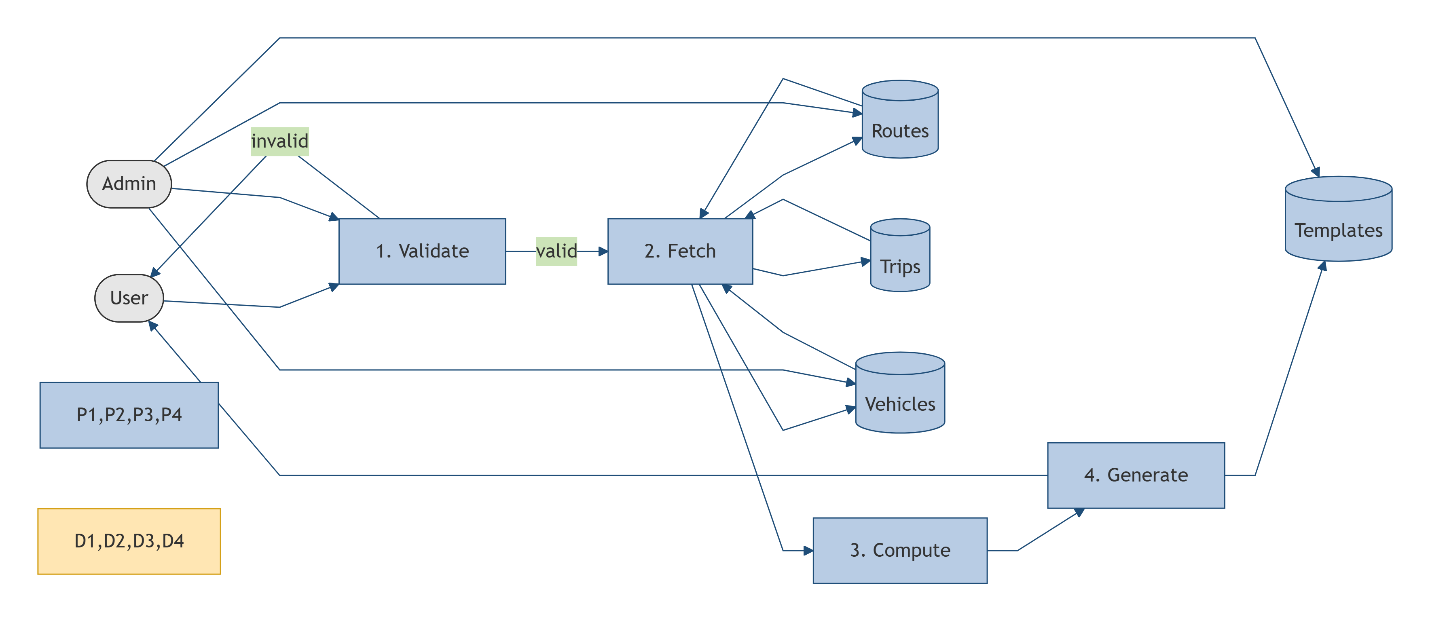 invalid
Routes
Admin
Templates
1. Validate
valid
2. Fetch
Trips
User
Vehicles
P1,P2,P3,P4
4. Generate
D1,D2,D3,D4
3. Compute